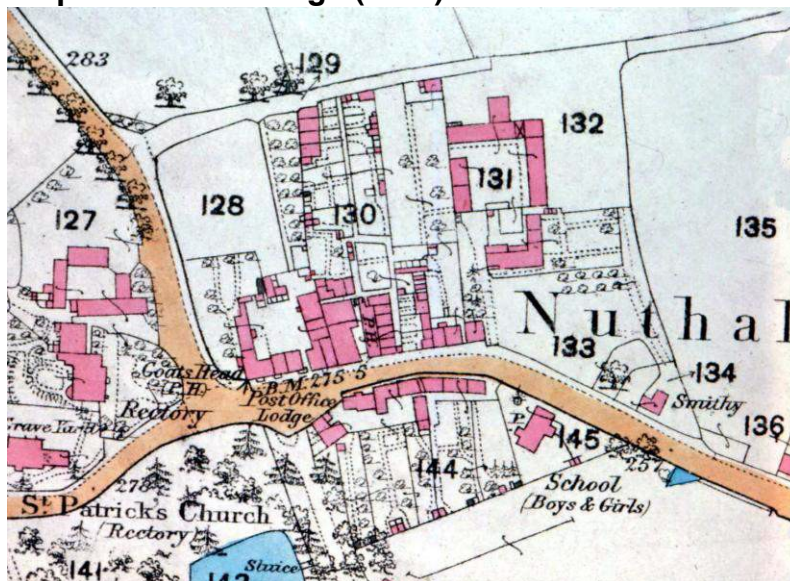 283
129
132
131
128
130
127
135
Nuthal
133
134
Goats Head
(P.H.)
B.M. 275·5
Post Office
Lodge
Smithy
Rectory
136
P
145
Grave Yard
144
257
School
(Boys & Girls)
St. Patricks Church
(Rectory)
141
Sluice